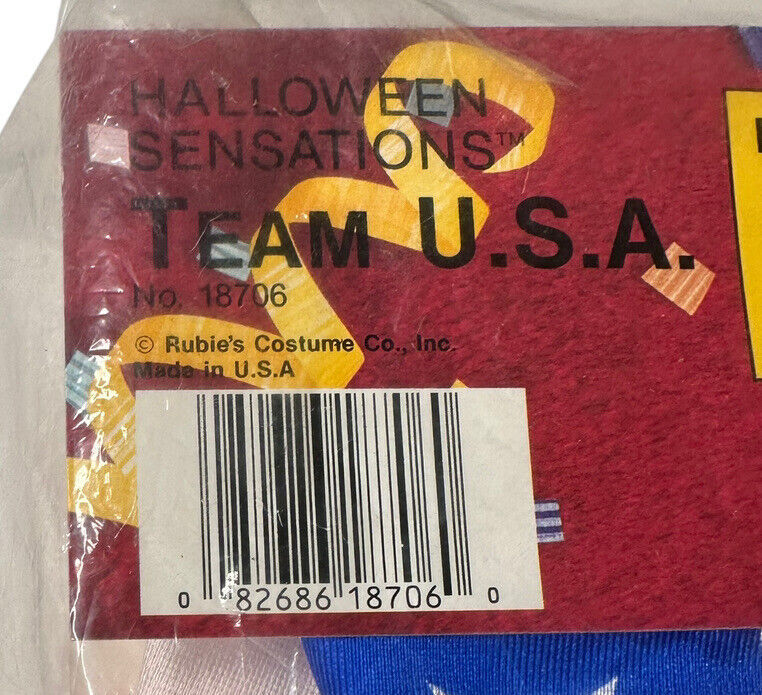 HALLOWEEN
SENSATIONS™
TEAM U.S.A.
No. 18706
© Rubie's Costume Co., Inc.
Made in U.S.A
0 82686 18706 0